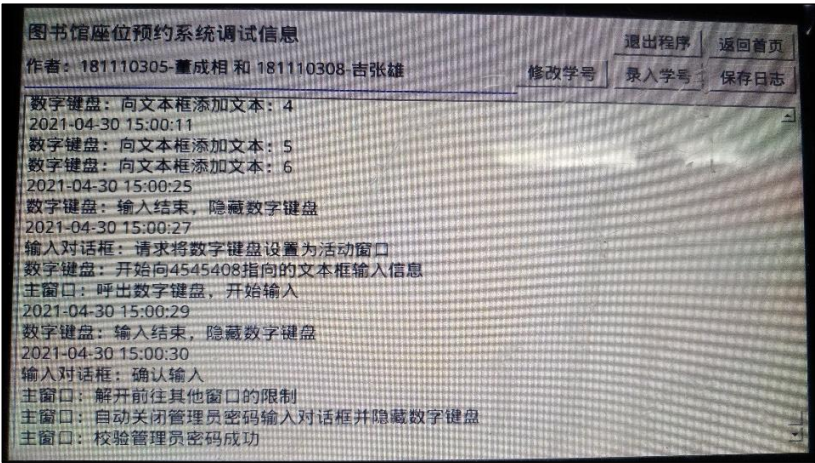 图书馆座位预约系统调试信息
退出程序
返回首页
作者：181110305-董成相 和 181110308-吉张雄
修改学号
录入学号
保存日志
数字键盘：向文本框添加文本：4
2021-04-30 15:00:11
数字键盘：向文本框添加文本：5
数字键盘：向文本框添加文本：6
2021-04-30 15:00:25
数字键盘：输入结束，隐藏数字键盘
2021-04-30 15:00:27
输入对话框：请求将数字键盘设置为活动窗口
数字键盘：开始向4545408指向的文本框输入信息
主窗口：呼出数字键盘，开始输入
2021-04-30 15:00:29
数字键盘：输入结束，隐藏数字键盘
2021-04-30 15:00:30
输入对话框：确认输入
主窗口：解开前往其他窗口的限制
主窗口：自动关闭管理员密码输入对话框并隐藏数字键盘
主窗口：校验管理员密码成功